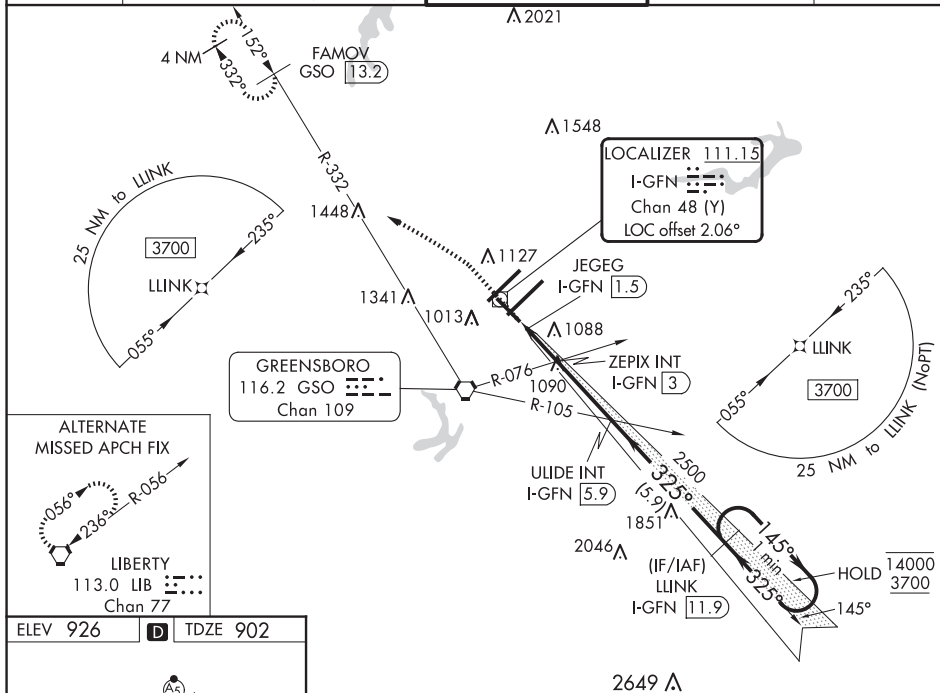 2021
4 NM
152°
332°
FAMOV
GSO 13.2
1548
R-332
LOCALIZER 111.15
I-GFN
Chan 48 (Y)
LOC offset 2.06°
25 NM to LLINK
235°
3700
LLINK
055°
1448
1127
JEGEG
I-GFN 1.5
1341
1013
1088
235°
LLINK
3700
055°
25 NM to LLINK (NoPT)
GREENSBORO
116.2 GSO
Chan 109
R-076
1090
ZEPIX INT
I-GFN 3
R-105
ALTERNATE
MISSED APCH FIX
056°
236°
R-056
LIBERTY
113.0 LIB
Chan 77
ULIDE INT
I-GFN 5.9
2500
325°
(5.9)
1851
2046
145°
1 min
325°
(IF/IAF)
LLINK
I-GFN 11.9
HOLD
14000
3700
145°
ELEV 926
D
TDZE 902
A5
2649